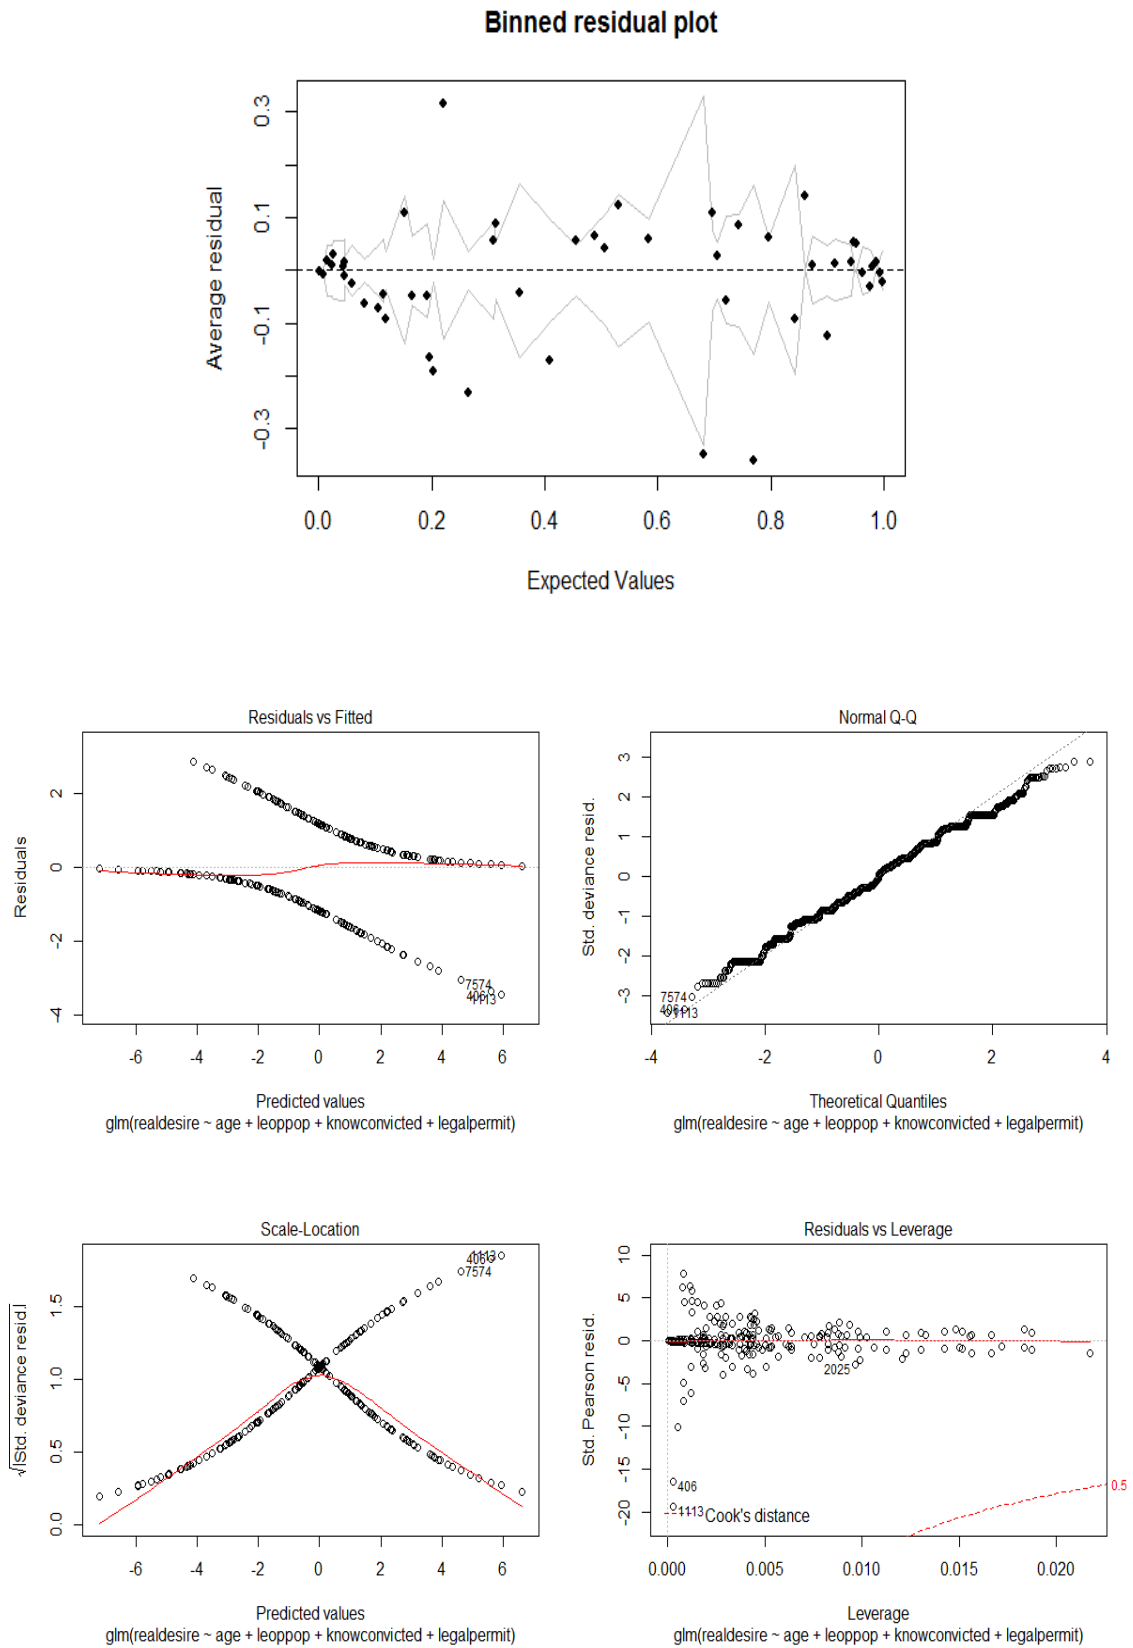 Binned residual plot
Average residual
0.3
0.1
-0.1
-0.3
0.0 0.2 0.4 0.6 0.8 1.0
Expected Values
Residuals vs Fitted
Residuals
2
0
-2
-4
7574
406
1113
-6 -4 -2 0 2 4 6
Predicted values
glm(realdesire ~ age + leoppop + knowconvicted + legalpermit)
Normal Q-Q
Std. deviance resid.
3
2
1
0
-1
-2
-3
7574
406
1113
-4 -2 0 2 4
Theoretical Quantiles
glm(realdesire ~ age + leoppop + knowconvicted + legalpermit)
Scale-Location
√|Std. deviance resid.|
1.5
1.0
0.5
0.0
1113
406
7574
-6 -4 -2 0 2 4 6
Predicted values
glm(realdesire ~ age + leoppop + knowconvicted + legalpermit)
Residuals vs Leverage
Std. Pearson resid.
10
5
0
-5
-10
-15
-20
2025
406
1113
Cook's distance
0.5
0.000 0.005 0.010 0.015 0.020
Leverage
glm(realdesire ~ age + leoppop + knowconvicted + legalpermit)